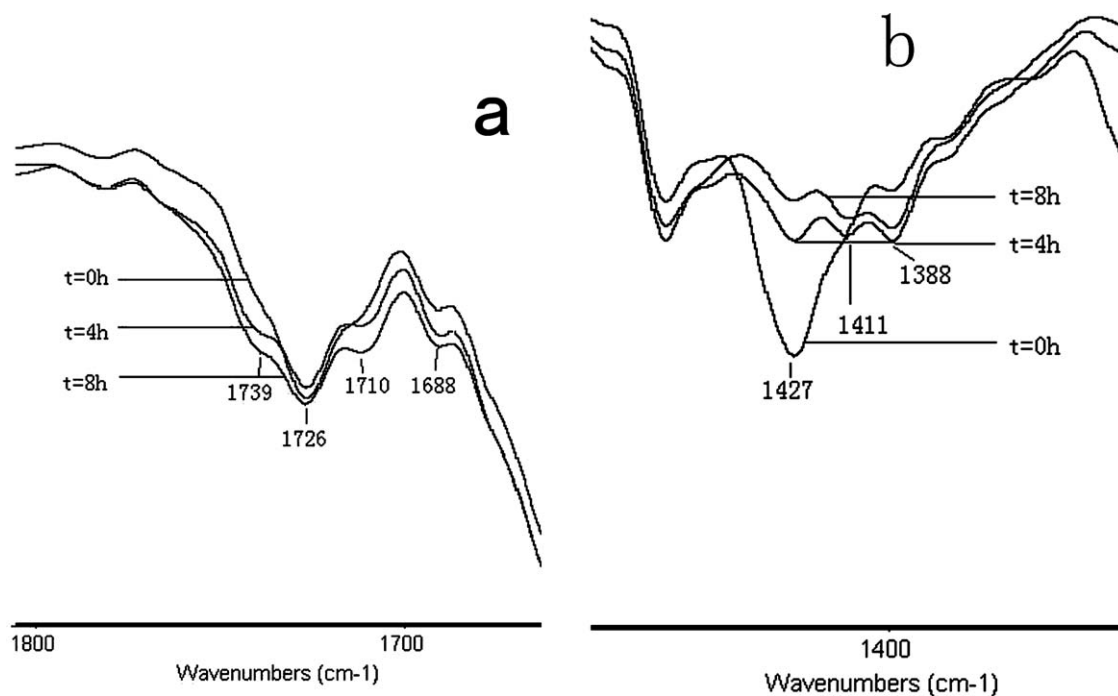 a
t=0h
t=4h
t=8h
1739
1710
1688
1726
1800
1700
Wavenumbers (cm-1)
b
t=8h
t=4h
1388
1411
t=0h
1427
1400
Wavenumbers (cm-1)